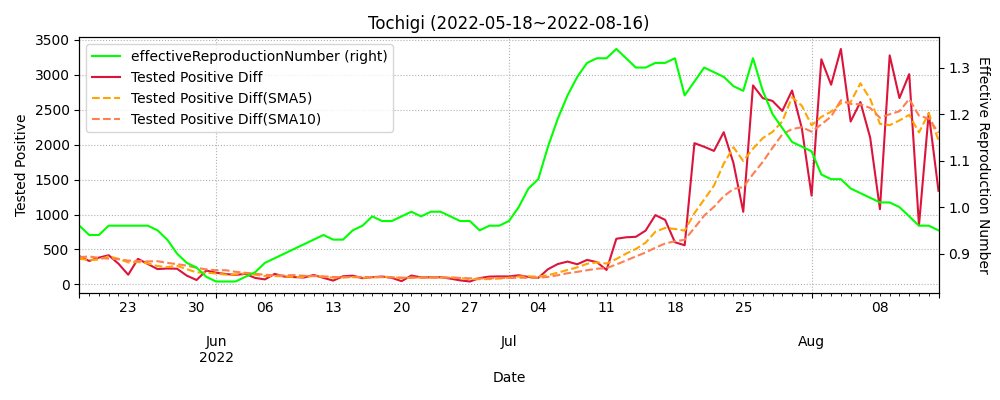 Tochigi (2022-05-18~2022-08-16)
effectiveReproductionNumber (right)
Tested Positive Diff
Tested Positive Diff(SMA5)
Tested Positive Diff(SMA10)
Tested Positive
3500
3000
2500
2000
1500
1000
500
0
1.3
1.2
1.1
1.0
0.9
Effective Reproduction Number
23 30 06 13 20 27 04 11 18 25 08
Jun Jul Aug
2022
Date